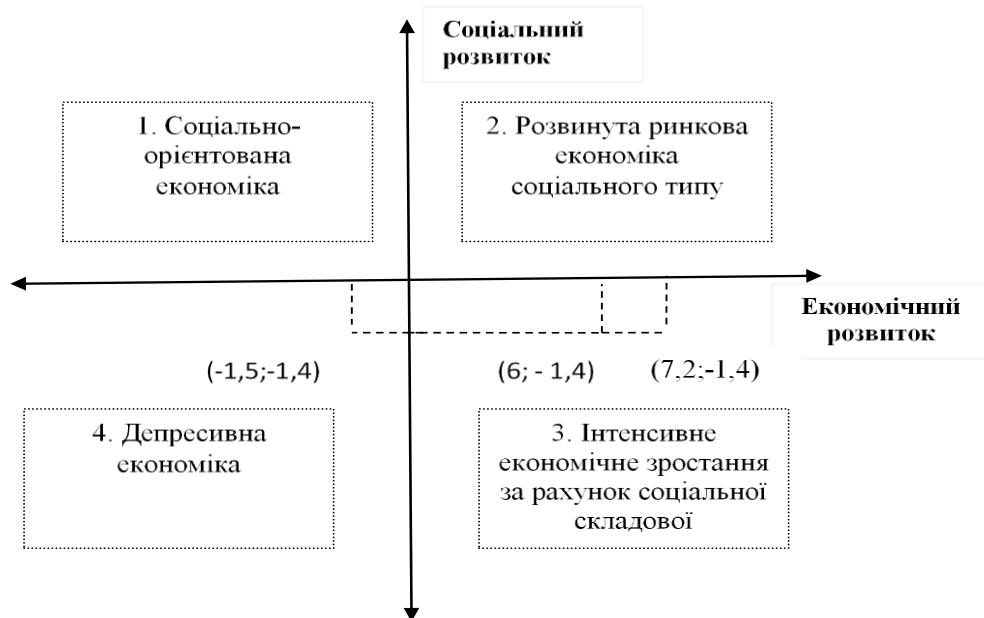 Соціальний
розвиток
1. Соціально-
орієнтована
економіка
2. Розвинута ринкова
економіка
соціального типу
Економічний
розвиток
(-1,5;-1,4)
(6; - 1,4)
(7,2;-1,4)
4. Депресивна
економіка
3. Інтенсивне
економічне зростання
за рахунок соціальної
складової